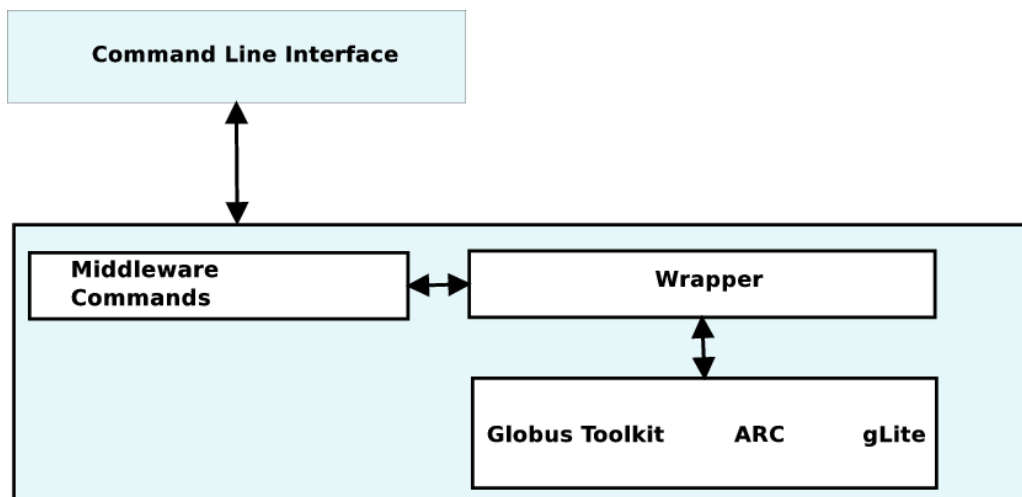 Command Line Interface
Middleware
Commands
Wrapper
Globus Toolkit ARC gLite